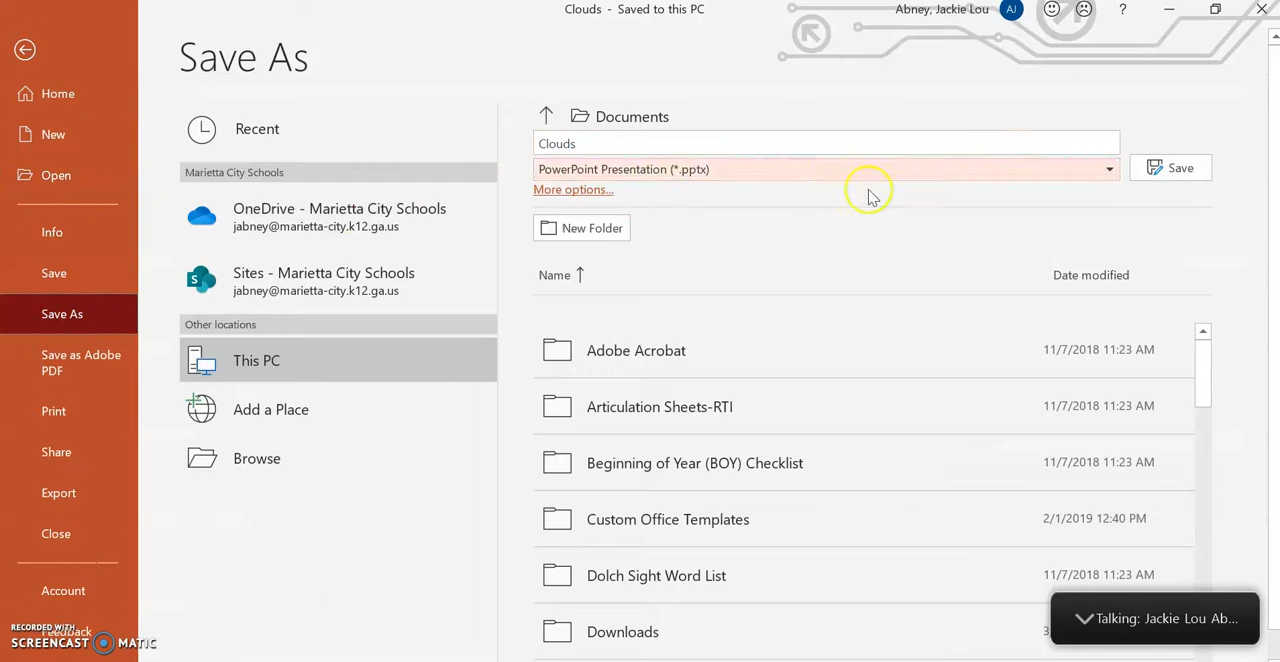 Clouds - Saved to this PC
Abney, Jackie Lou
AJ
?
Save As
Home
New
Open
Info
Save
Save As
Save as Adobe
PDF
Print
Share
Export
Close
Account
Feedback
RECORDED WITH
SCREENCAST MATIC
Recent
Marietta City Schools
OneDrive - Marietta City Schools
jabney@marietta-city.k12.ga.us
S
Sites - Marietta City Schools
jabney@marietta-city.k12.ga.us
Other locations
This PC
Add a Place
Browse
Documents
Clouds
PowerPoint Presentation (*.pptx)
Save
More options...
New Folder
Name Date modified
Adobe Acrobat 11/7/2018 11:23 AM
Articulation Sheets-RTI 11/7/2018 11:23 AM
Beginning of Year (BOY) Checklist 11/7/2018 11:23 AM
Custom Office Templates 2/1/2019 12:40 PM
Dolch Sight Word List 11/7/2018 11:23 AM
Downloads
Talking: Jackie Lou Ab...